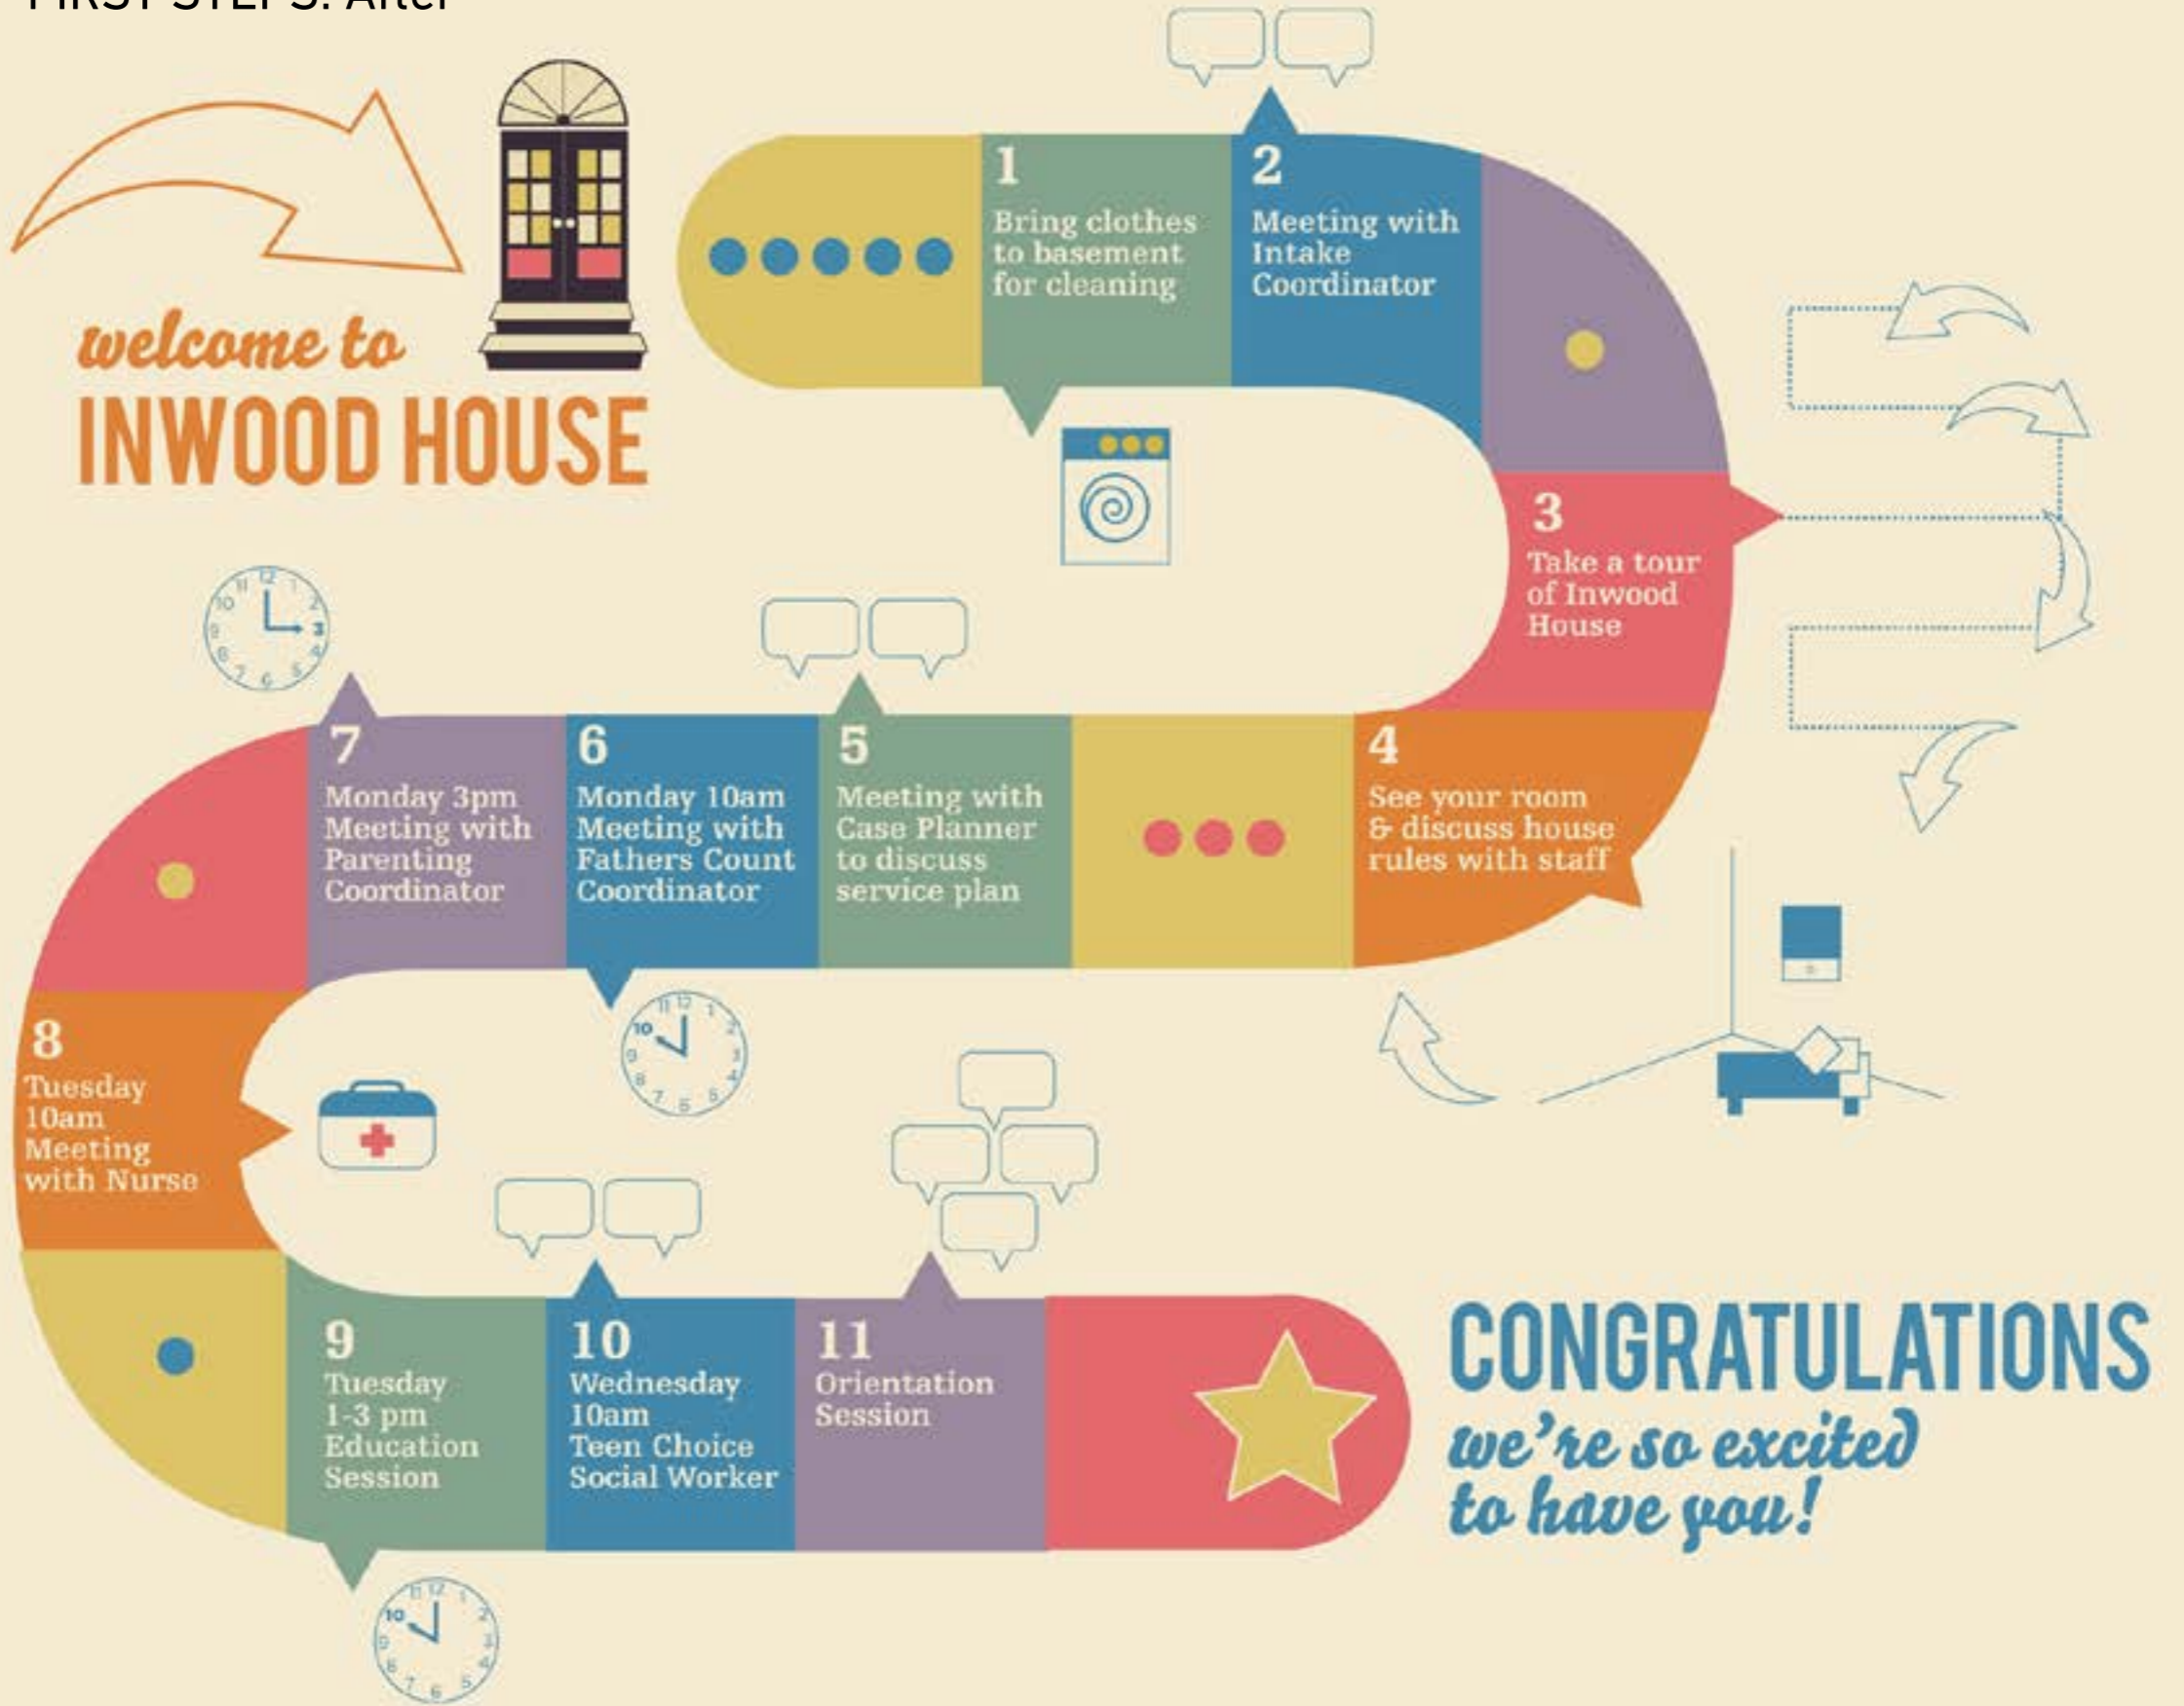 FIRST STEPS: After
welcome to
INWOOD HOUSE
1
Bring clothes
to basement
for cleaning
2
Meeting with
Intake
Coordinator
3
Take a tour
of Inwood
House
4
See your room
& discuss house
rules with staff
5
Meeting with
Case Planner
to discuss
service plan
6
Monday 10am
Meeting with
Fathers Count
Coordinator
7
Monday 3pm
Meeting with
Parenting
Coordinator
8
Tuesday
10am
Meeting
with Nurse
9
Tuesday
1-3 pm
Education
Session
10
Wednesday
10am
Teen Choice
Social Worker
11
Orientation
Session
CONGRATULATIONS
we're so excited
to have you!